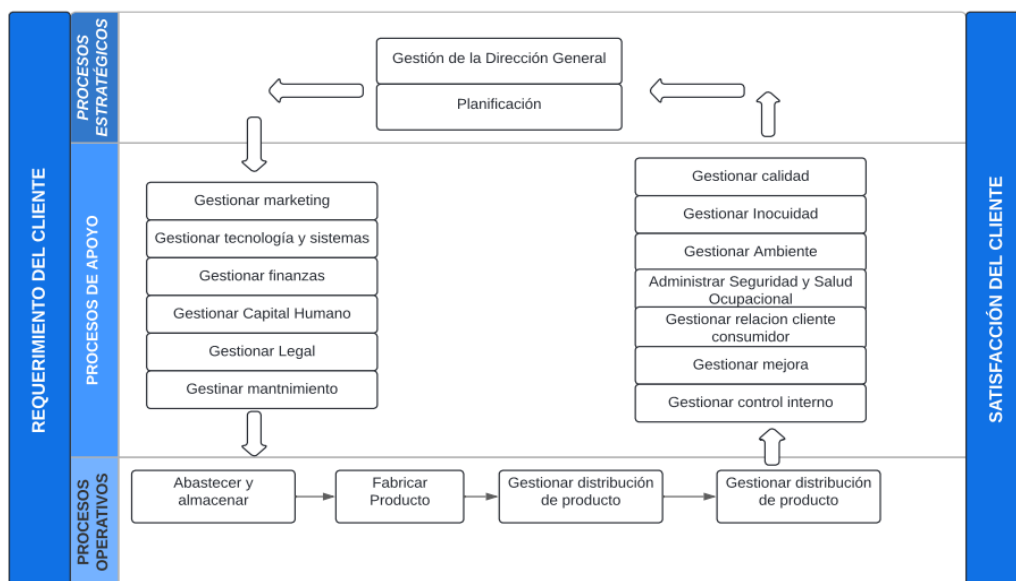 REQUERIMIENTO DEL CLIENTE
PROCESOS
ESTRATÉGICOS
Gestión de la Dirección General
Planificación
PROCESOS DE APOYO
Gestionar marketing
Gestionar tecnología y sistemas
Gestionar finanzas
Gestionar Capital Humano
Gestionar Legal
Gestinar mantnimiento
Gestionar calidad
Gestionar Inocuidad
Gestionar Ambiente
Administrar Seguridad y Salud
Ocupacional
Gestionar relacion cliente
consumidor
Gestionar mejora
Gestionar control interno
PROCESOS
OPERATIVOS
Abastecer y
almacenar
Fabricar
Producto
Gestionar distribución
de producto
Gestionar distribución
de producto
SATISFACCIÓN DEL CLIENTE